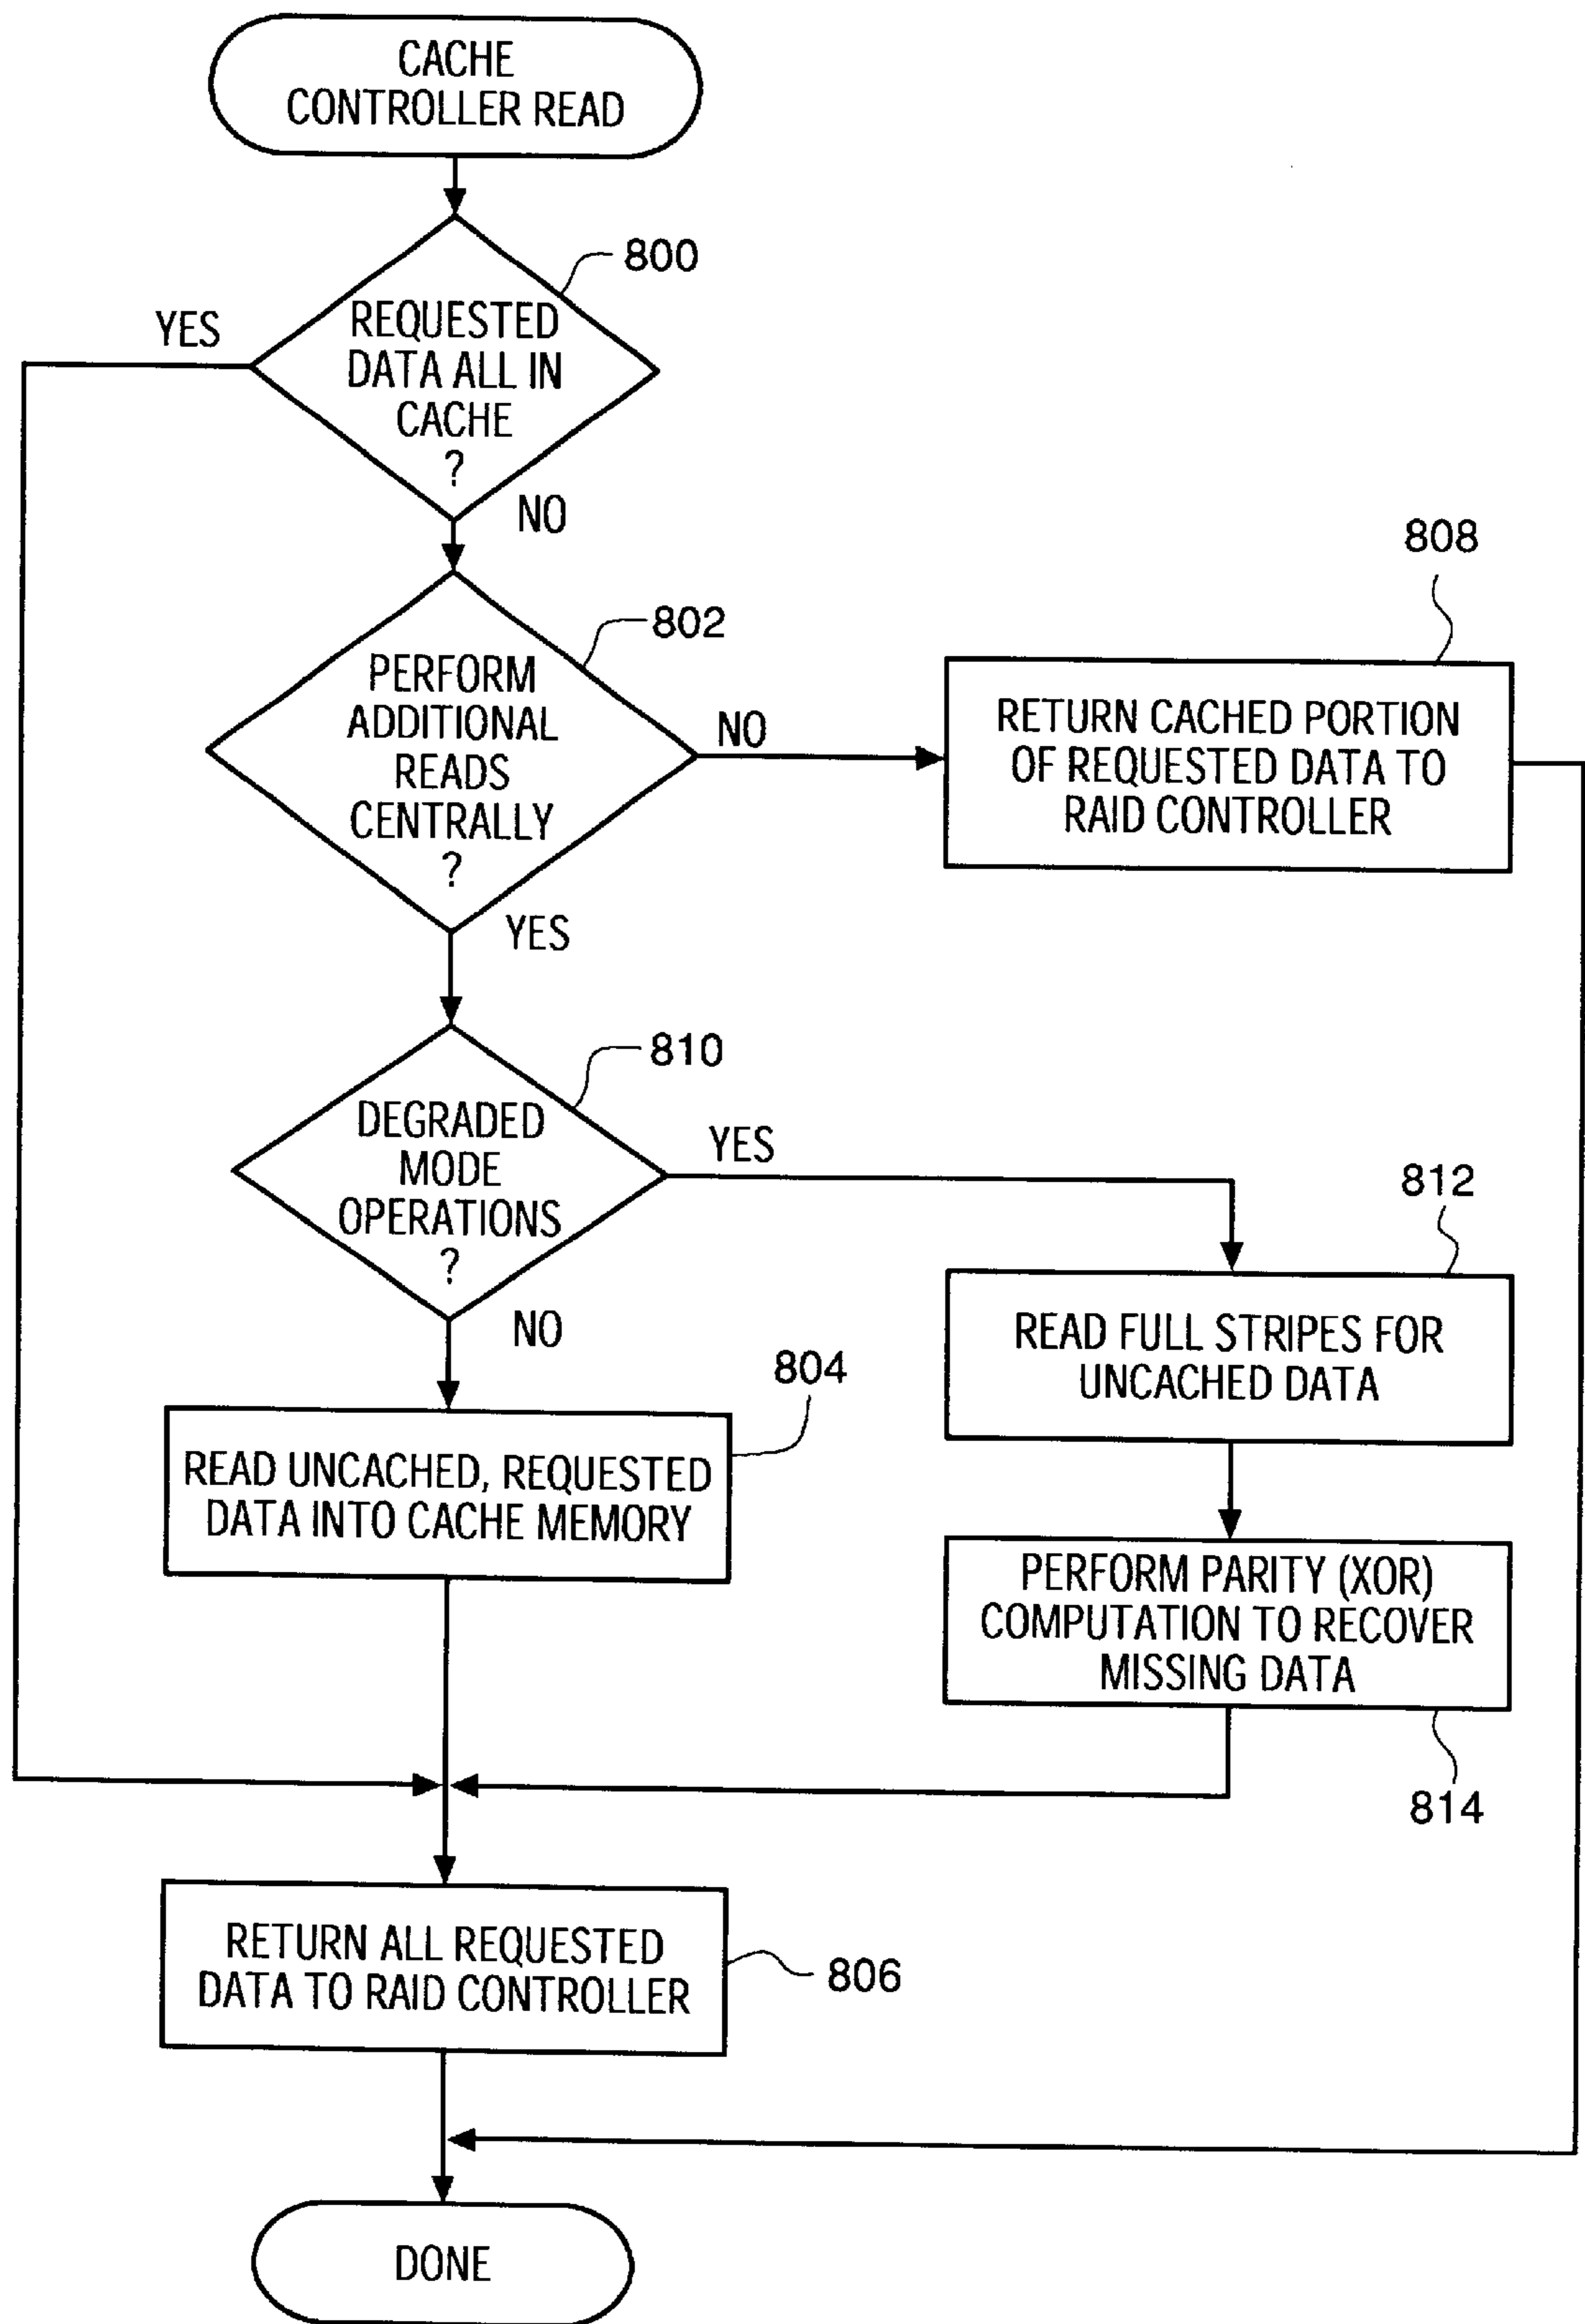 CACHE
CONTROLLER READ
800
YES
REQUESTED
DATA ALL IN
CACHE
?
NO
808
802
PERFORM
ADDITIONAL
READS
CENTRALLY
?
NO
RETURN CACHED PORTION
OF REQUESTED DATA TO
RAID CONTROLLER
YES
810
DEGRADED
MODE
OPERATIONS
?
YES
812
NO
READ FULL STRIPES FOR
UNCACHED DATA
804
READ UNCACHED, REQUESTED
DATA INTO CACHE MEMORY
PERFORM PARITY (XOR)
COMPUTATION TO RECOVER
MISSING DATA
814
RETURN ALL REQUESTED
DATA TO RAID CONTROLLER
806
DONE